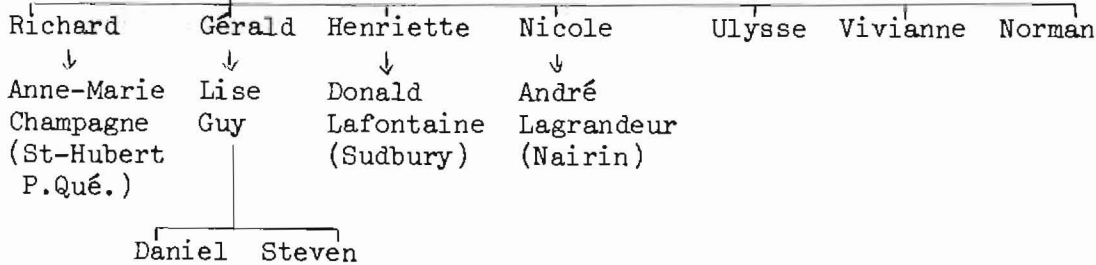 Richard Gérald Henriette Nicole Ulysse Vivianne Norman
Anne-Marie Lise Donald André
Champagne Guy Lafontaine Lagrandeur
(St-Hubert (Sudbury) (Nairin)
P.Qué.)
Daniel Steven